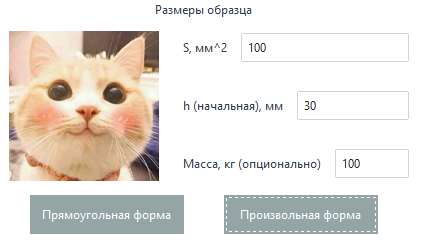 Размеры образца
S, мм^2 100
h (начальная), мм 30
Масса, кг (опционально) 100
Прямоугольная форма Произвольная форма